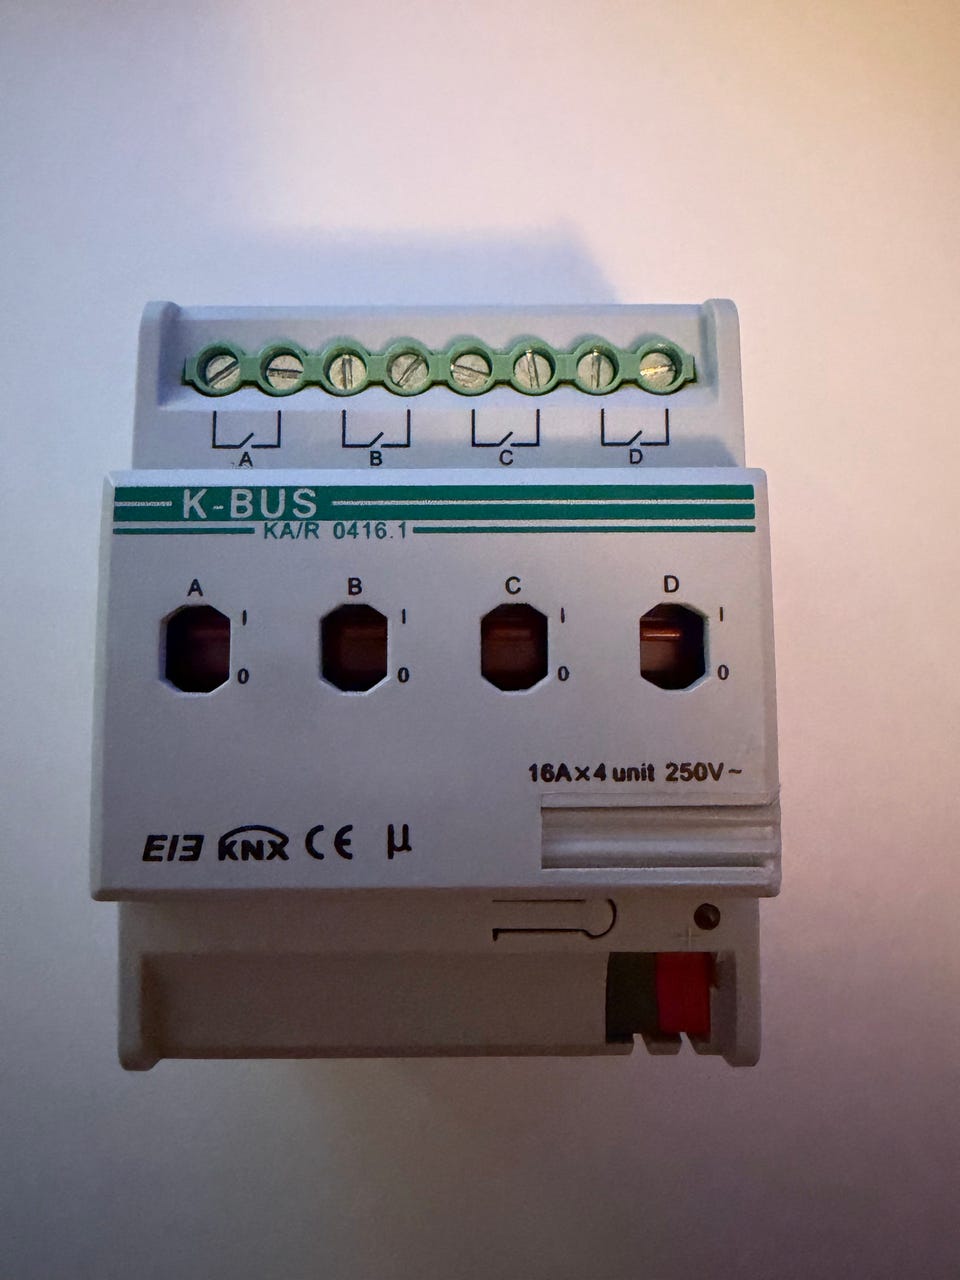 A B C D
K-BUS
KA/R 0416.1
A B C D
I I I I
0 0 0 0
16A×4 unit 250V~
EIB KNX CE µ